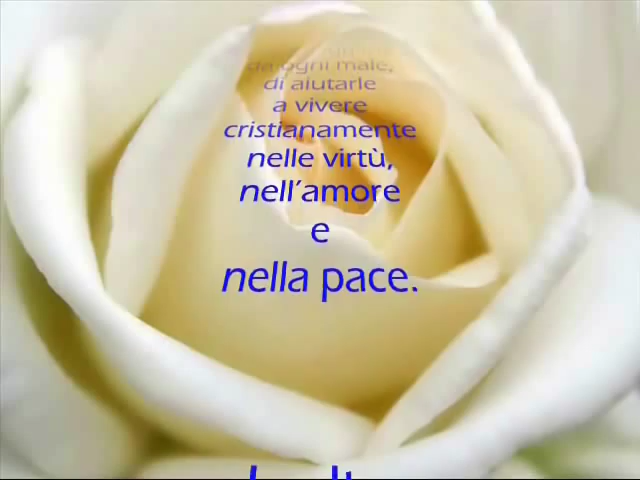 da ogni male,
di aiutarle
a vivere
cristianamente
nelle virtù,
nell'amore
e
nella pace.